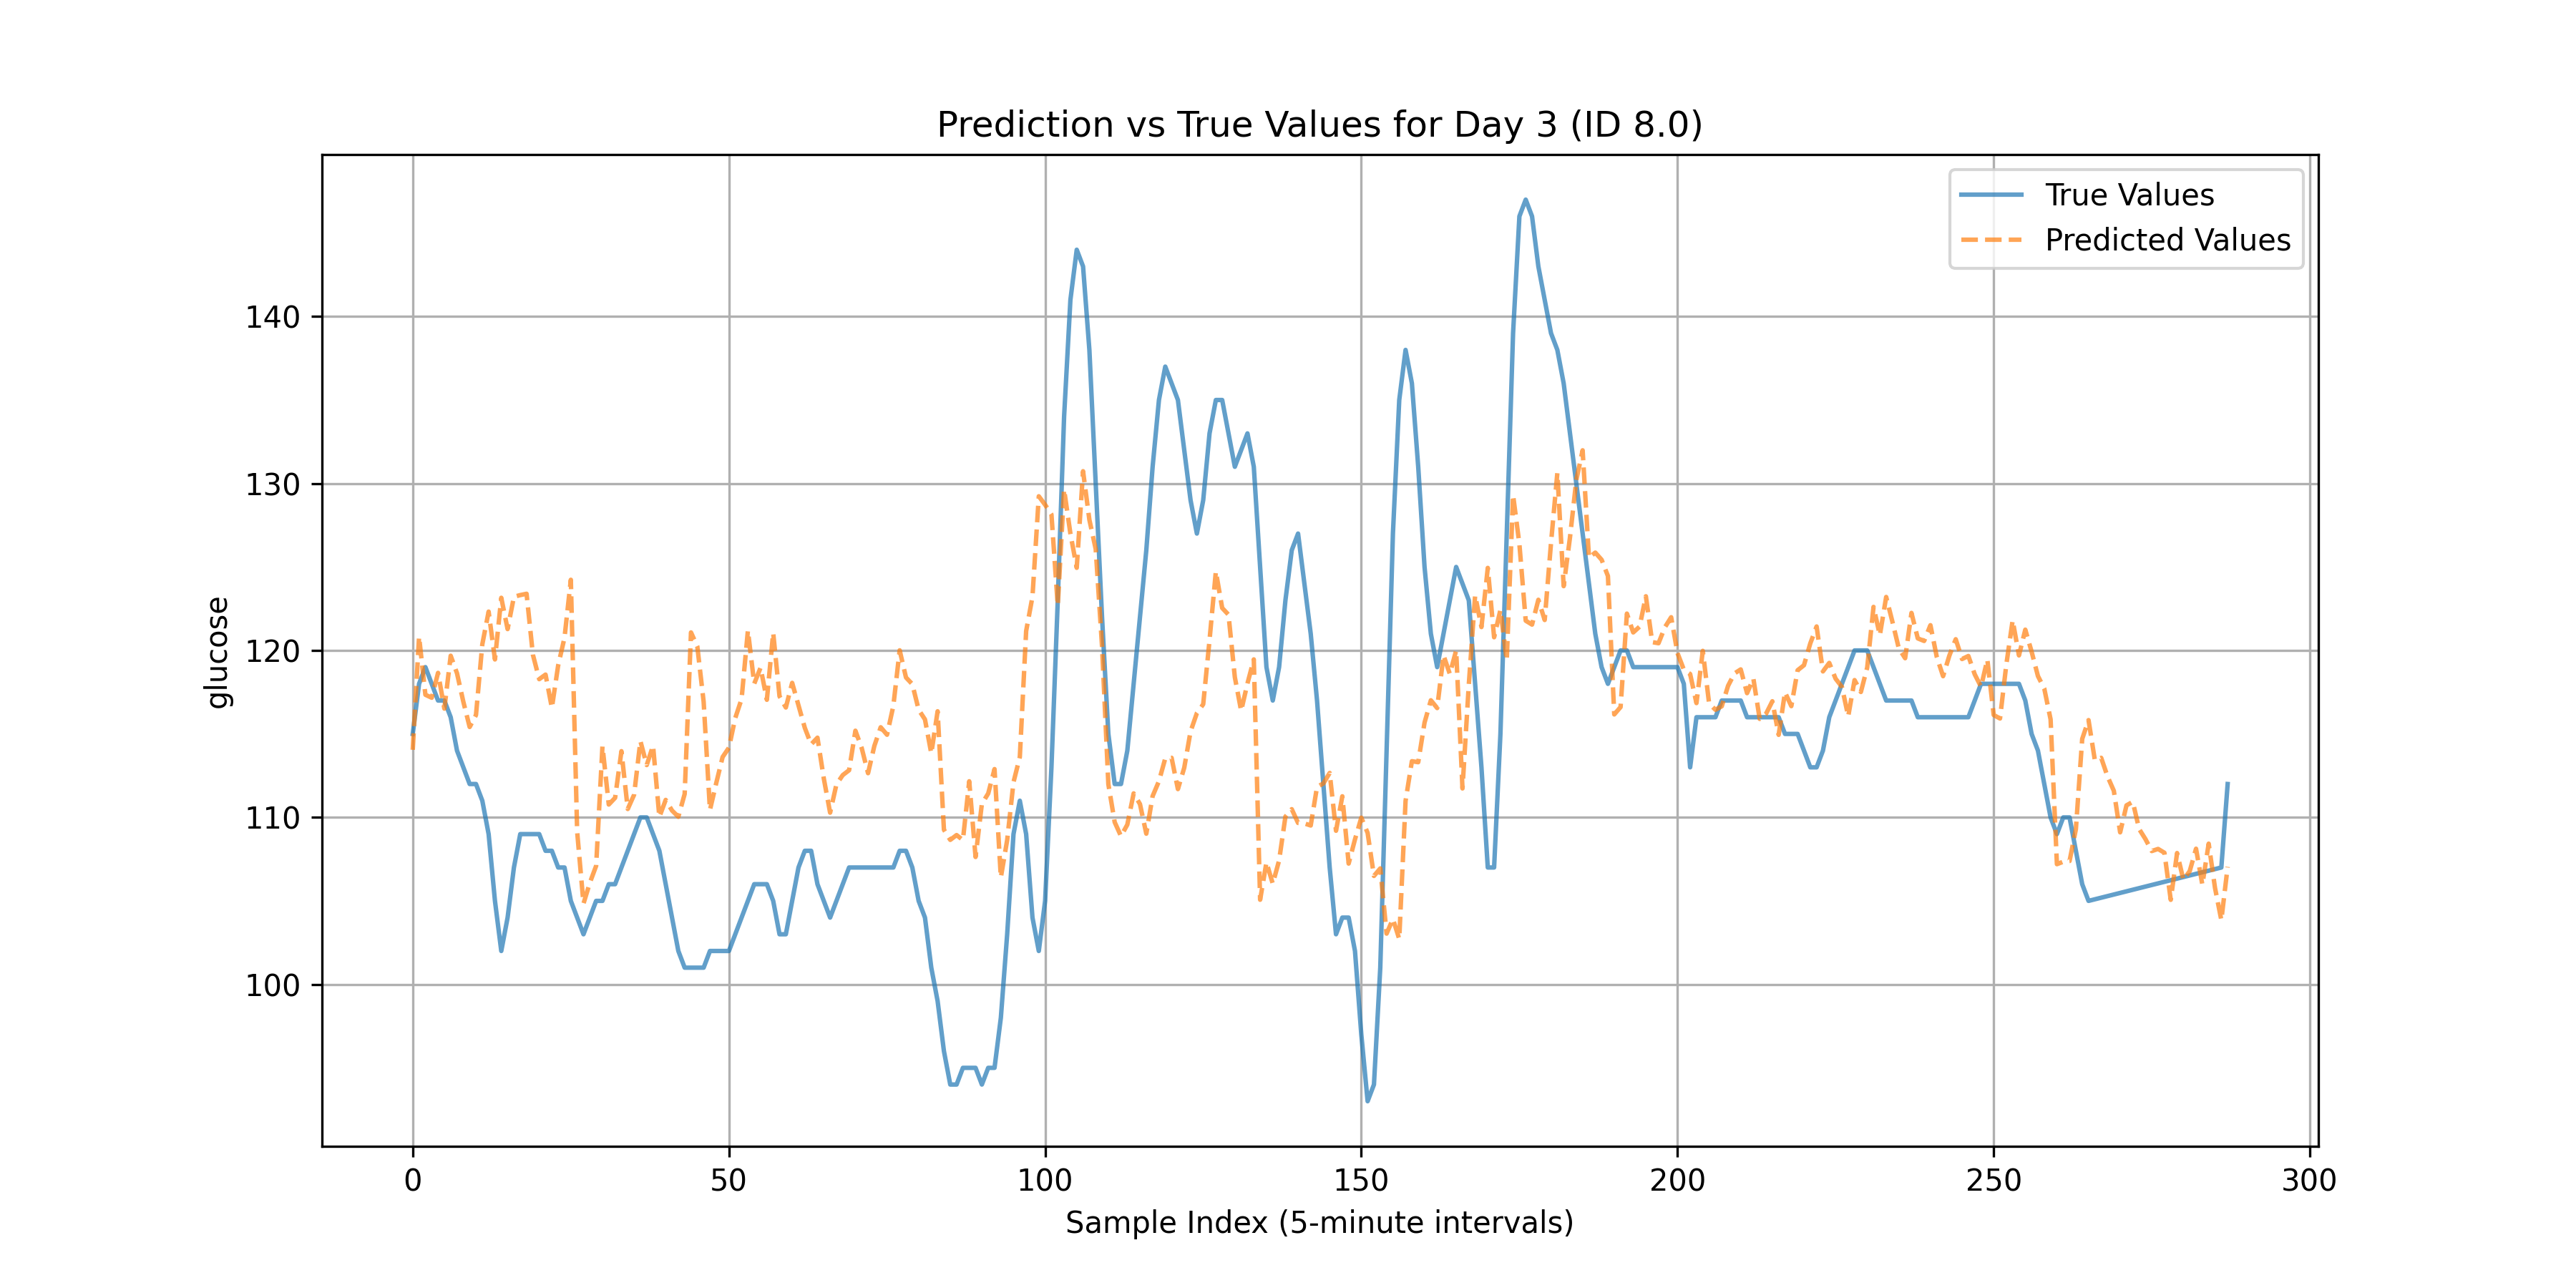 Prediction vs True Values for Day 3 (ID 8.0)
True Values
Predicted Values
140
130
120
110
100
glucose
0 50 100 150 200 250 300
Sample Index (5-minute intervals)